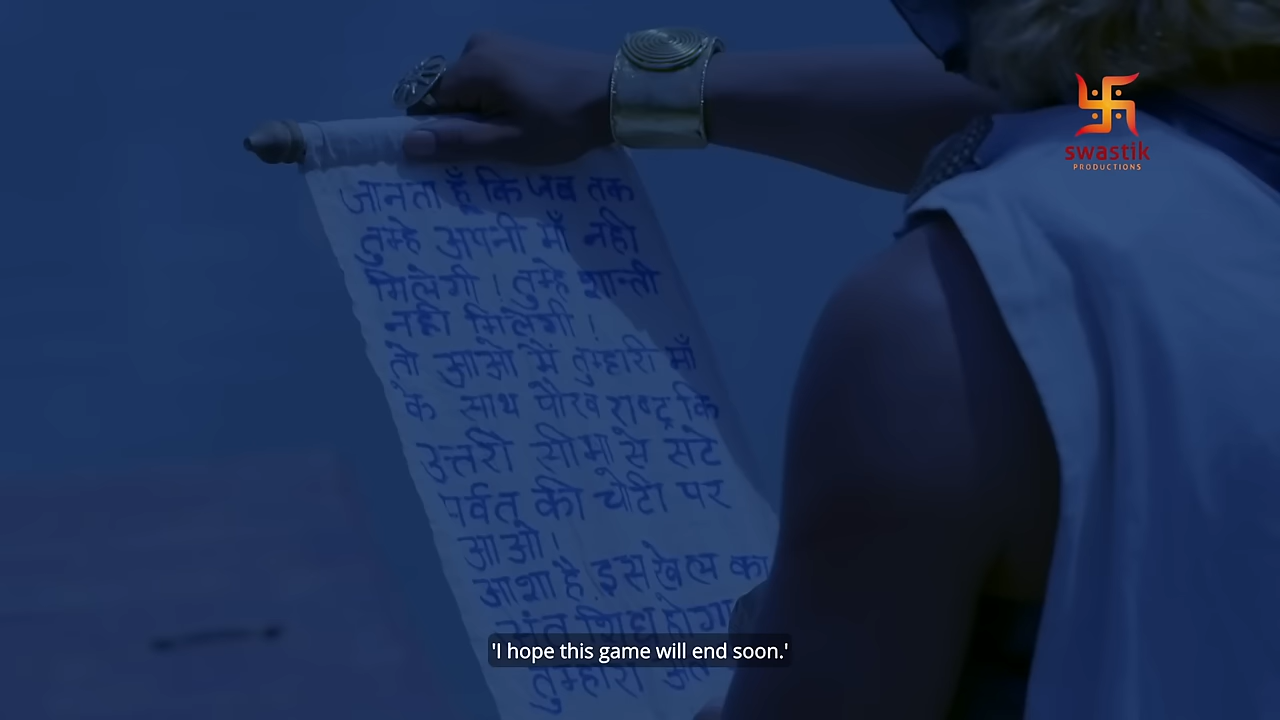 जानता हूँ कि जब तक
तुम्हे अपनी माँ नही
मिलेगी ! तुम्हे शान्ती
नही मिलेगी !
तो आओ मैं तुम्हारी माँ
के साथ पौरव राष्ट्र कि
उत्तरी सीमा से सटे
पर्वत की चोटी पर
आओ !
आशा है इस खेल का
अंत शिघ्र होगा
तुम्हारी
swastik
PRODUCTIONS
'I hope this game will end soon.'